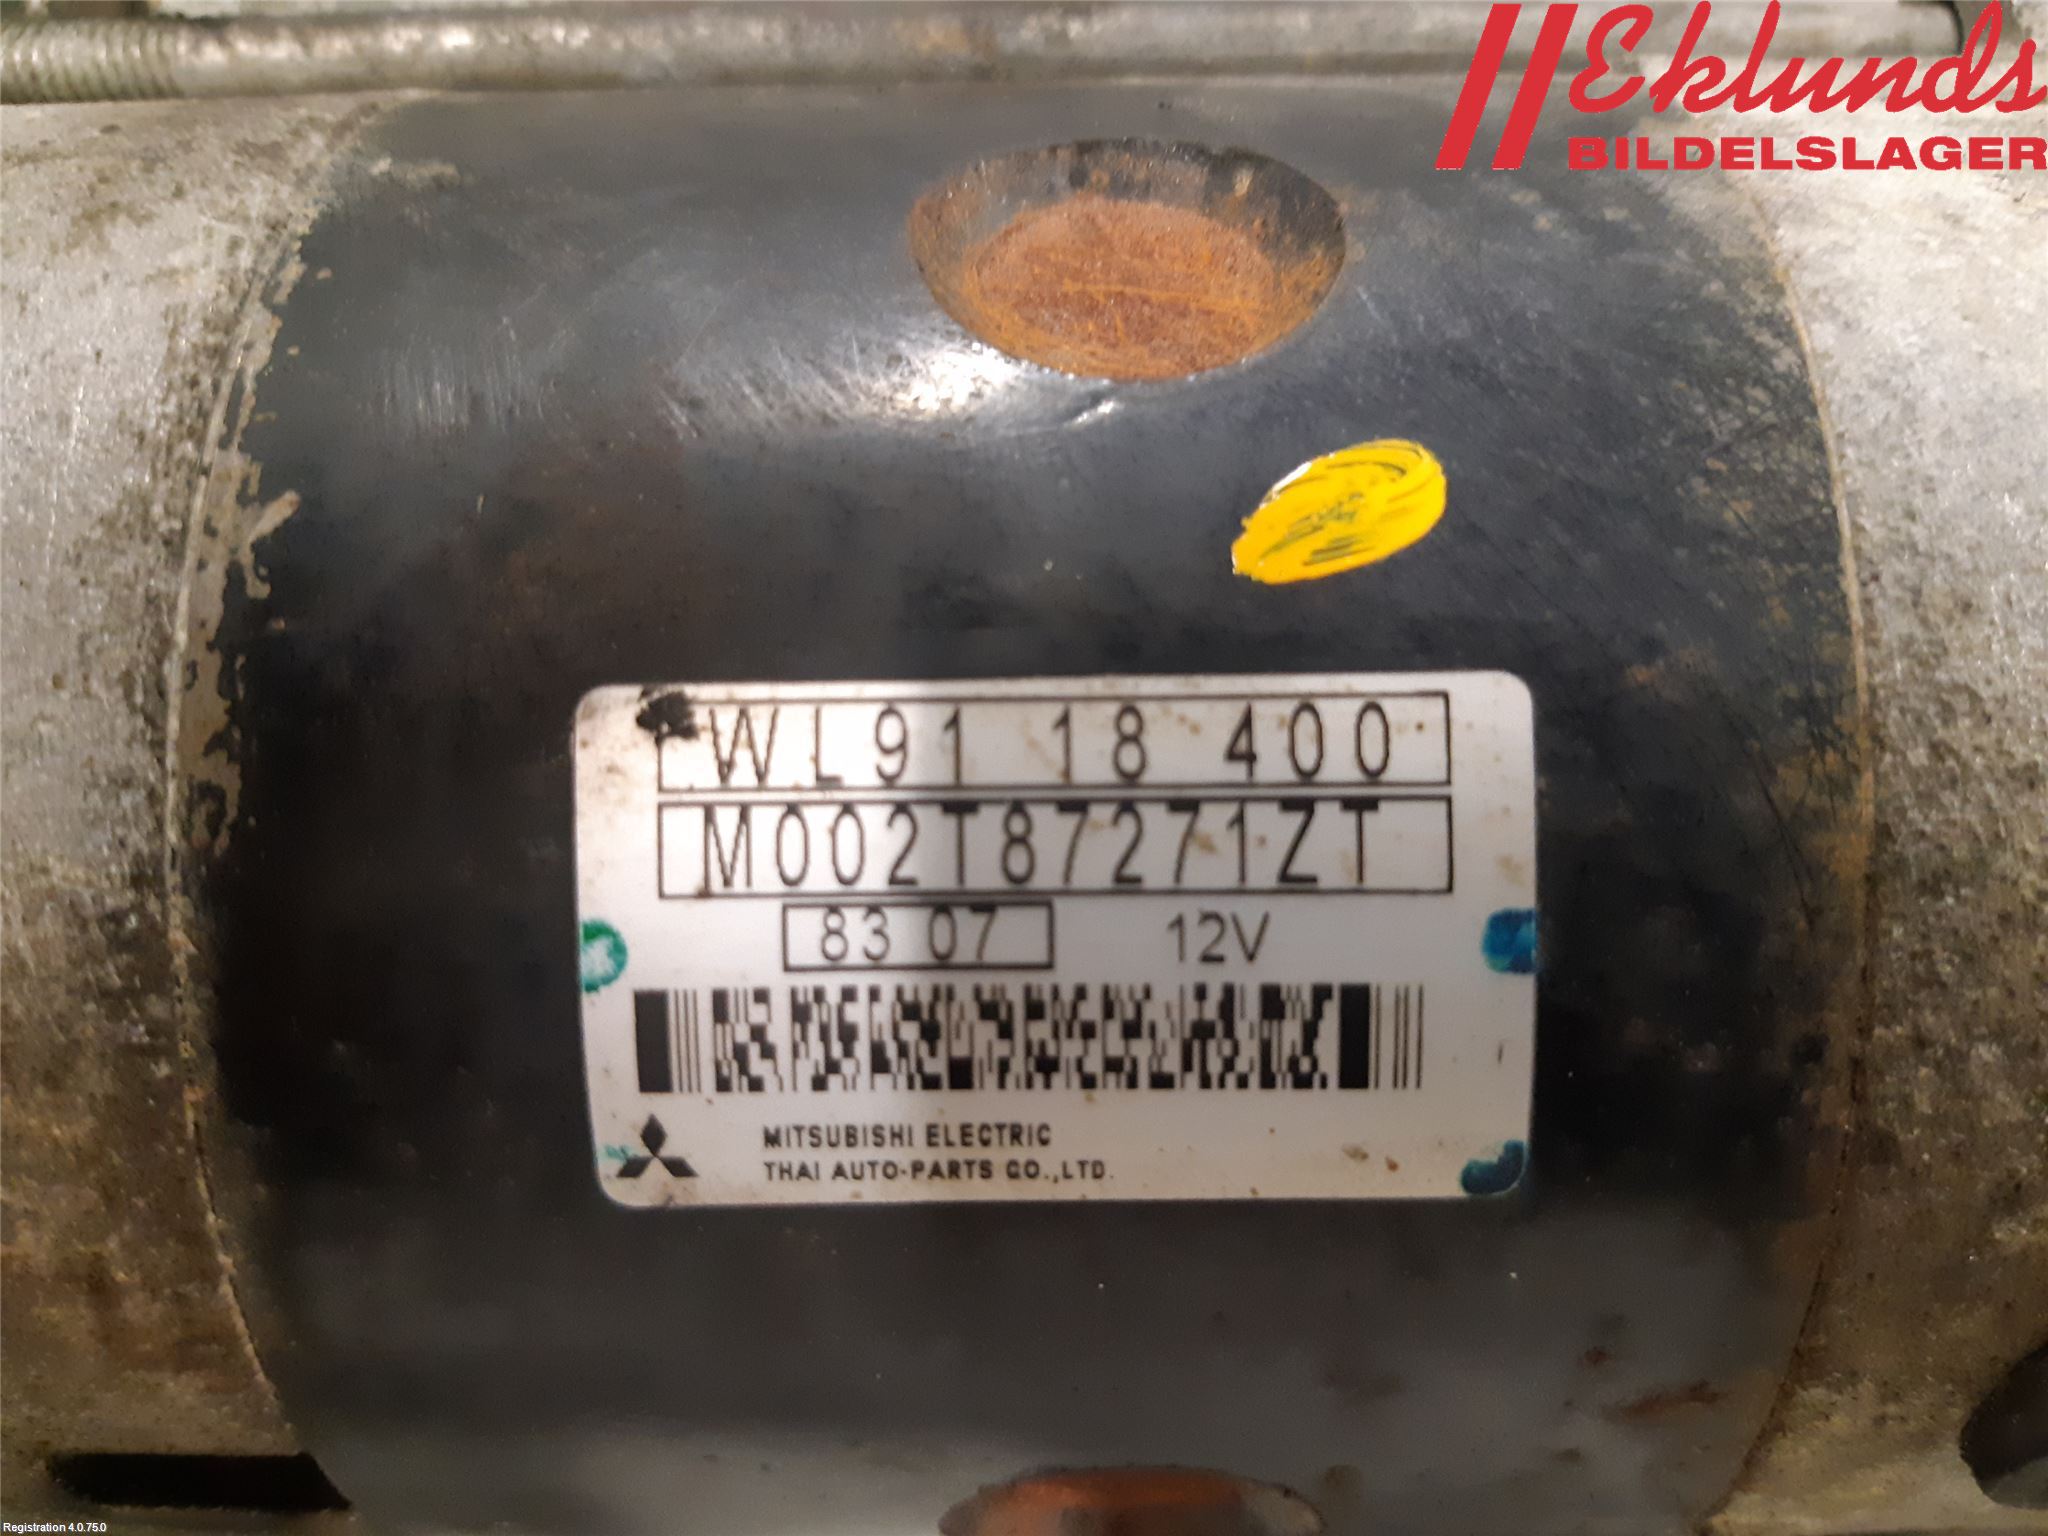 Eklunds
BILDELSLAGER
WL91 18 400
M002T87271ZT
83 07 12V
MITSUBISHI ELECTRIC
THAI AUTO-PARTS CO.,LTD.
Registration 4.0.75.0